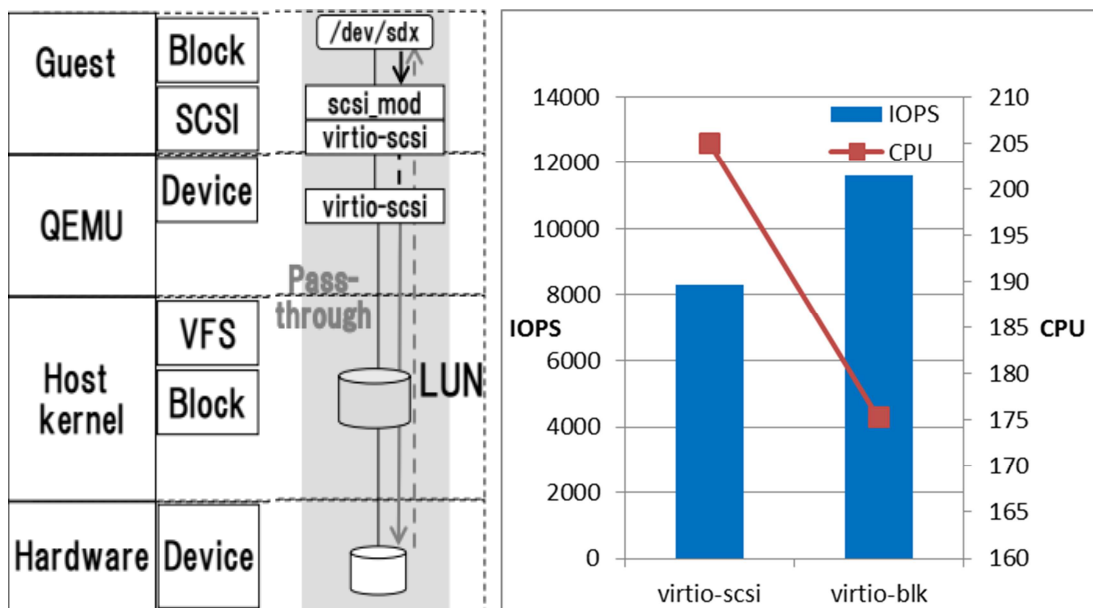 Guest
Block
SCSI
/dev/sdx
scsi_mod
virtio-scsi
QEMU
Device
virtio-scsi
Pass-
through
Host
kernel
VFS
Block
LUN
Hardware
Device
IOPS
CPU
14000
12000
10000
8000
6000
4000
2000
0
IOPS
210
205
200
195
190
185
180
175
170
165
160
CPU
virtio-scsi
virtio-blk